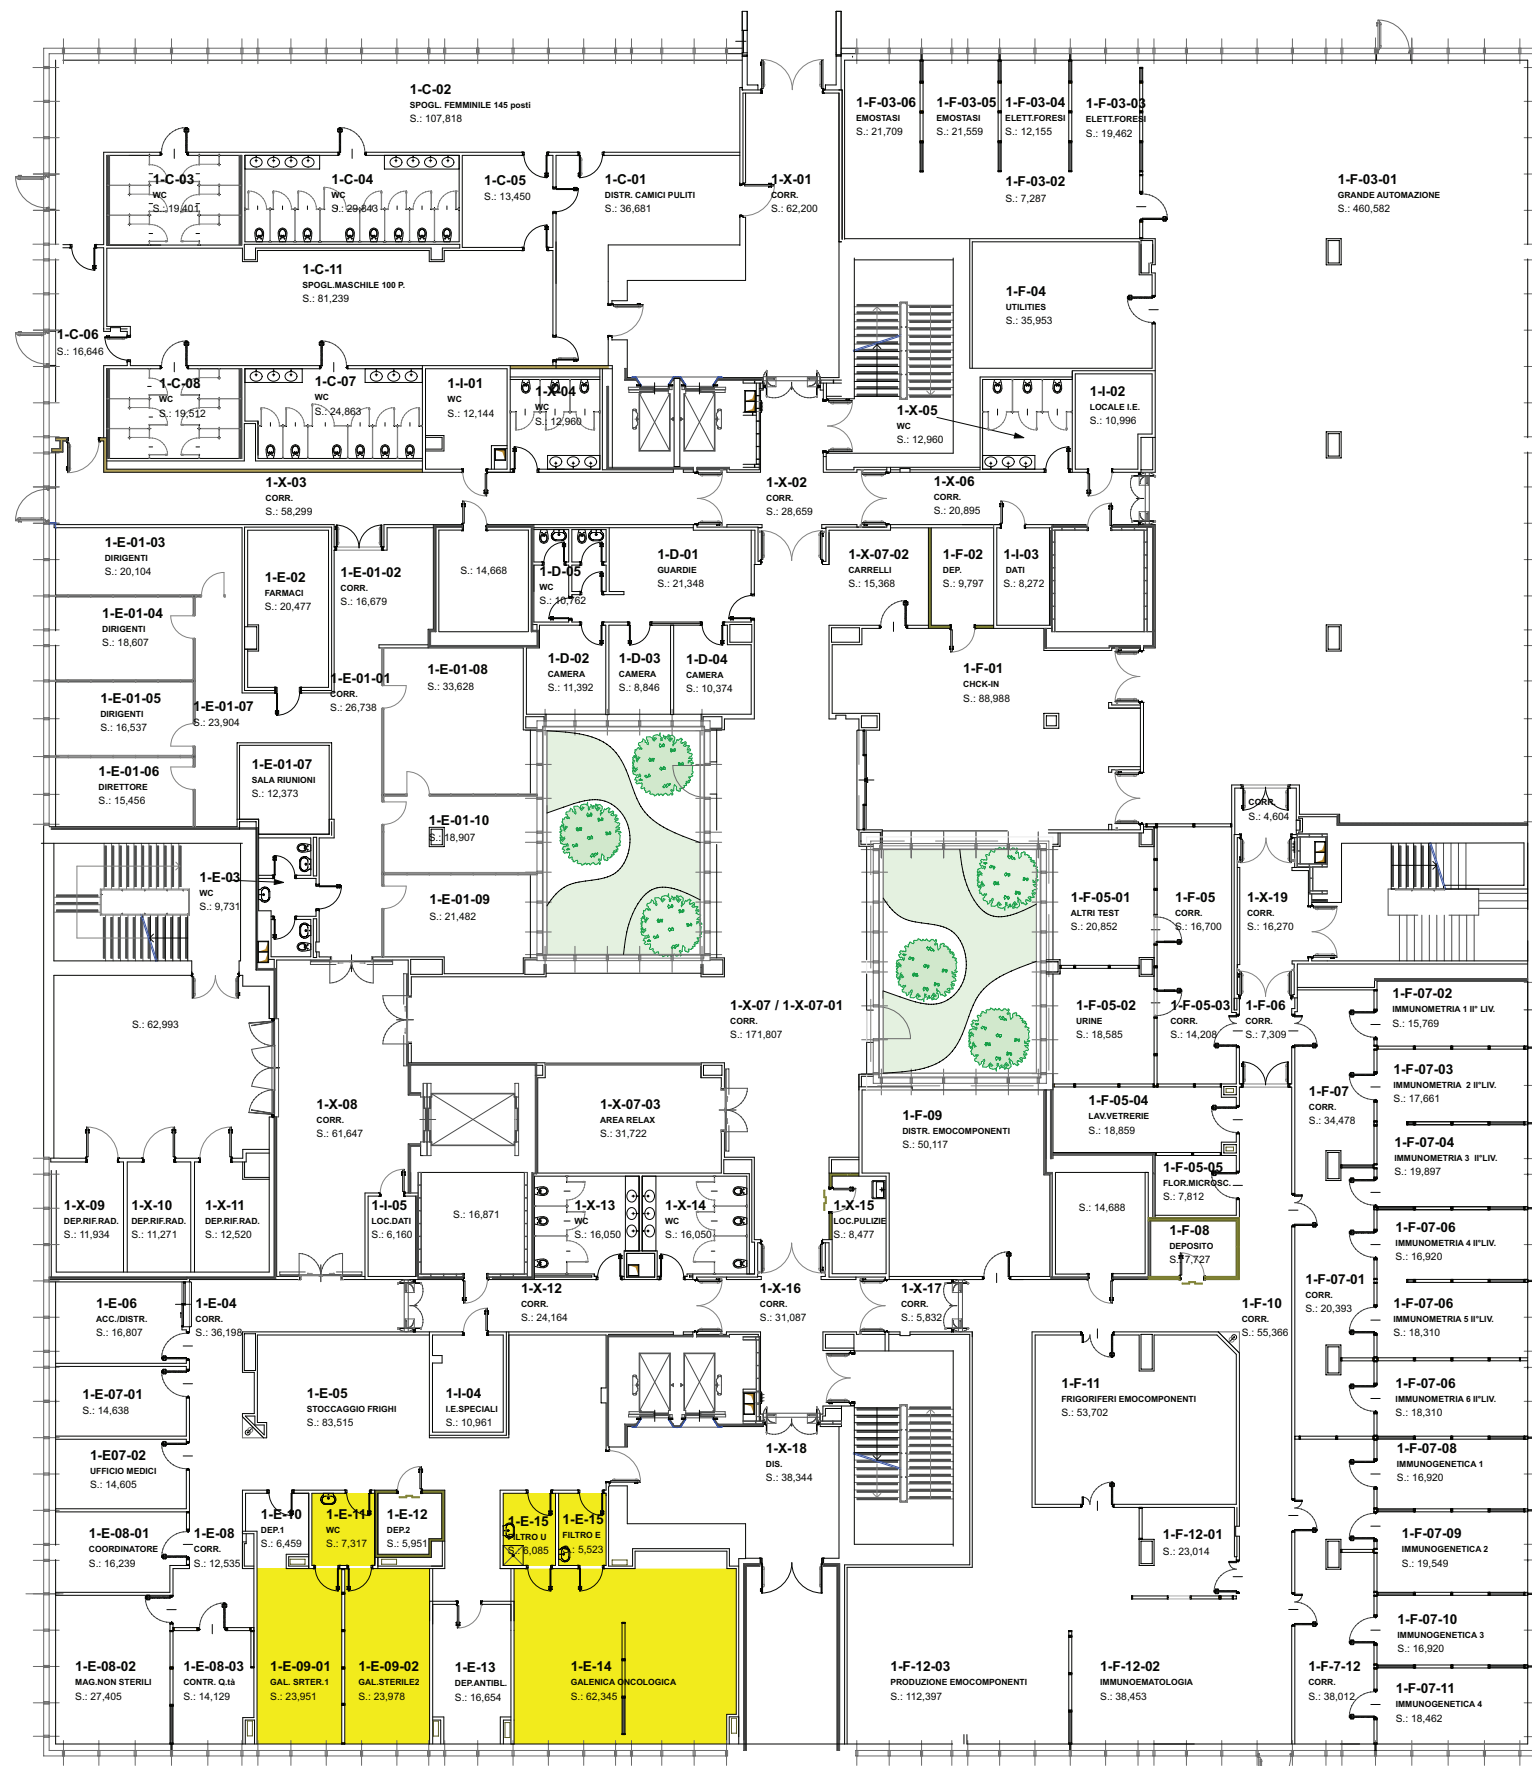 1-C-02
SPOGL. FEMMINILE 145 posti
S.: 107,818
1-F-03-06
EMOSTASI
S.: 21,709
1-F-03-05
EMOSTASI
S.: 21,559
1-F-03-04
ELETT.FORESI
S.: 12,155
1-F-03-03
ELETT.FORESI
S.: 19,462
1-C-03
WC
S.: 19,401
1-C-04
WC
S.: 29,843
1-C-05
S.: 13,450
1-C-01
DISTR. CAMICI PULITI
S.: 36,681
1-X-01
CORR.
S.: 62,200
1-F-03-02
S.: 7,287
1-F-03-01
GRANDE AUTOMAZIONE
S.: 460,582
1-C-11
SPOGL.MASCHILE 100 P.
S.: 81,239
1-F-04
UTILITIES
S.: 35,953
1-C-06
S.: 16,646
1-C-08
WC
S.: 19,512
1-C-07
WC
S.: 24,863
1-I-01
WC
S.: 12,144
1-X-04
WC
S.: 12,960
1-X-05
WC
S.: 12,960
1-I-02
LOCALE I.E.
S.: 10,996
1-X-03
CORR.
S.: 58,299
1-X-02
CORR.
S.: 28,659
1-X-06
CORR.
S.: 20,895
1-E-01-03
DIRIGENTI
S.: 20,104
1-E-02
FARMACI
S.: 20,477
1-E-01-02
CORR.
S.: 16,679
S.: 14,668
1-D-05
WC
S.: 10,762
1-D-01
GUARDIE
S.: 21,348
1-X-07-02
CARRELLI
S.: 15,368
1-F-02
DEP.
S.: 9,797
1-I-03
DATI
S.: 8,272
1-E-01-04
DIRIGENTI
S.: 18,607
1-E-01-08
S.: 33,628
1-D-02
CAMERA
S.: 11,392
1-D-03
CAMERA
S.: 8,846
1-D-04
CAMERA
S.: 10,374
1-F-01
CHCK-IN
S.: 88,988
1-E-01-01
CORR.
S.: 26,738
1-E-01-05
DIRIGENTI
S.: 16,537
1-E-01-07
S.: 23,904
1-E-01-06
DIRETTORE
S.: 15,456
1-E-01-07
SALA RIUNIONI
S.: 12,373
1-E-01-10
S.: 18,907
CORR.
S.: 4,604
1-E-03
WC
S.: 9,731
1-E-01-09
S.: 21,482
1-F-05-01
ALTRI TEST
S.: 20,852
1-F-05
CORR.
S.: 16,700
1-X-19
CORR.
S.: 16,270
S.: 62,993
1-X-07 / 1-X-07-01
CORR.
S.: 171,807
1-F-05-02
URINE
S.: 18,585
1-F-05-03
CORR.
S.: 14,208
1-F-06
CORR.
S.: 7,309
1-F-07-02
IMMUNOMETRIA 1 II° LIV.
S.: 15,769
1-X-08
CORR.
S.: 61,647
1-X-07-03
AREA RELAX
S.: 31,722
1-F-09
DISTR. EMOCOMPONENTI
S.: 50,117
1-F-05-04
LAV.VETRERIE
S.: 18,859
1-F-07
CORR.
S.: 34,478
1-F-07-03
IMMUNOMETRIA 2 II°LIV.
S.: 17,661
1-F-07-04
IMMUNOMETRIA 3 II°LIV.
S.: 19,897
1-F-05-05
FLOR.MICROSC.
S.: 7,812
1-X-09
DEP.RIF.RAD.
S.: 11,934
1-X-10
DEP.RIF.RAD.
S.: 11,271
1-X-11
DEP.RIF.RAD.
S.: 12,520
1-I-05
LOC.DATI
S.: 6,160
S.: 16,871
1-X-13
WC
S.: 16,050
1-X-14
WC
S.: 16,050
1-X-15
LOC.PULIZIE
S.: 8,477
S.: 14,688
1-F-08
DEPOSITO
S.: 7,727
1-F-07-06
IMMUNOMETRIA 4 II°LIV.
S.: 16,920
1-E-06
ACC./DISTR.
S.: 16,807
1-E-04
CORR.
S.: 36,198
1-X-12
CORR.
S.: 24,164
1-X-16
CORR.
S.: 31,087
1-X-17
CORR.
S.: 5,832
1-F-10
CORR.
S.: 55,366
1-F-07-01
CORR.
S.: 20,393
1-F-07-06
IMMUNOMETRIA 5 II°LIV.
S.: 18,310
1-E-07-01
S.: 14,638
1-E-05
STOCCAGGIO FRIGHI
S.: 83,515
1-I-04
I.E.SPECIALI
S.: 10,961
1-F-11
FRIGORIFERI EMOCOMPONENTI
S.: 53,702
1-F-07-06
IMMUNOMETRIA 6 II°LIV.
S.: 18,310
1-E07-02
UFFICIO MEDICI
S.: 14,605
1-X-18
DIS.
S.: 38,344
1-F-07-08
IMMUNOGENETICA 1
S.: 16,920
1-E-08-01
COORDINATORE
S.: 16,239
1-E-08
CORR.
S.: 12,535
1-E-10
DEP.1
S.: 6,459
1-E-11
WC
S.: 7,317
1-E-12
DEP.2
S.: 5,951
1-E-15
FILTRO U
S.: 6,085
1-E-15
FILTRO E
S.: 5,523
1-F-12-01
S.: 23,014
1-F-07-09
IMMUNOGENETICA 2
S.: 19,549
1-F-07-10
IMMUNOGENETICA 3
S.: 16,920
1-E-08-02
MAG.NON STERILI
S.: 27,405
1-E-08-03
CONTR. Q.tà
S.: 14,129
1-E-09-01
GAL. SRTER.1
S.: 23,951
1-E-09-02
GAL.STERILE2
S.: 23,978
1-E-13
DEP.ANTIBL.
S.: 16,654
1-E-14
GALENICA ONCOLOGICA
S.: 62,345
1-F-12-03
PRODUZIONE EMOCOMPONENTI
S.: 112,397
1-F-12-02
IMMUNOEMATOLOGIA
S.: 38,453
1-F-7-12
CORR.
S.: 38,012
1-F-07-11
IMMUNOGENETICA 4
S.: 18,462